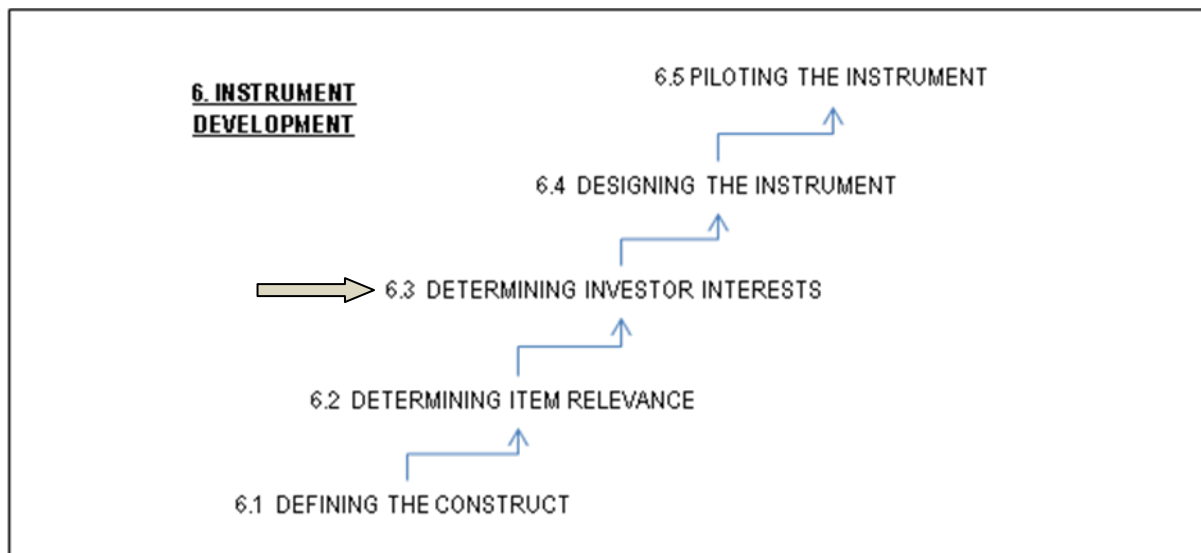 6. INSTRUMENT
DEVELOPMENT
6.5 PILOTING THE INSTRUMENT
6.4 DESIGNING THE INSTRUMENT
6.3 DETERMINING INVESTOR INTERESTS
6.2 DETERMINING ITEM RELEVANCE
6.1 DEFINING THE CONSTRUCT